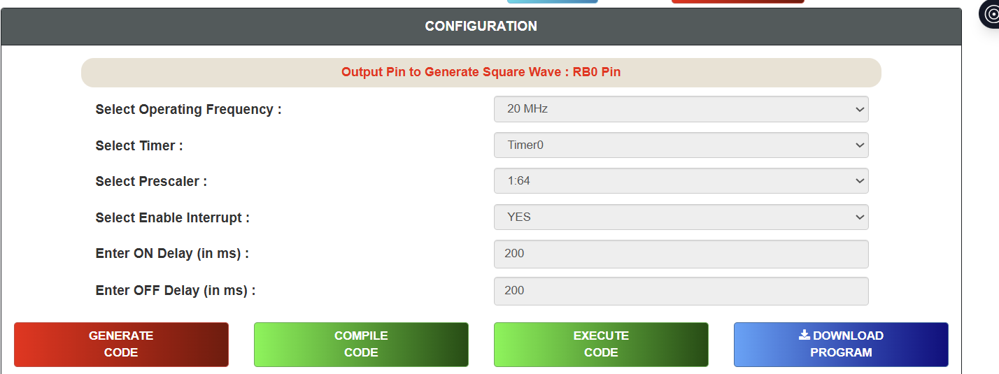 CONFIGURATION
Output Pin to Generate Square Wave : RB0 Pin
Select Operating Frequency :
20 MHz
Select Timer :
Timer0
Select Prescaler :
1:64
Select Enable Interrupt :
YES
Enter ON Delay (in ms) :
200
Enter OFF Delay (in ms) :
200
GENERATE
CODE
COMPILE
CODE
EXECUTE
CODE
DOWNLOAD
PROGRAM